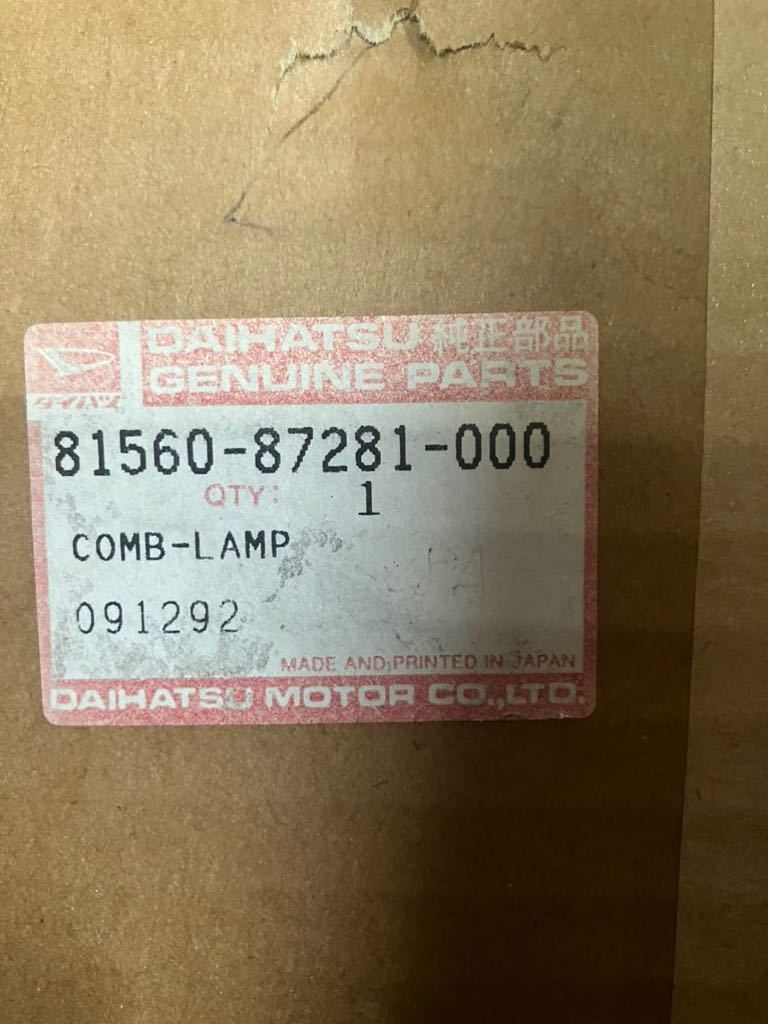 DAIHATSU 純正部品
GENUINE PARTS
ダイハツ
81560-87281-000
QTY: 1
COMB-LAMP
091292
MADE AND PRINTED IN JAPAN
DAIHATSU MOTOR CO.,LTD.